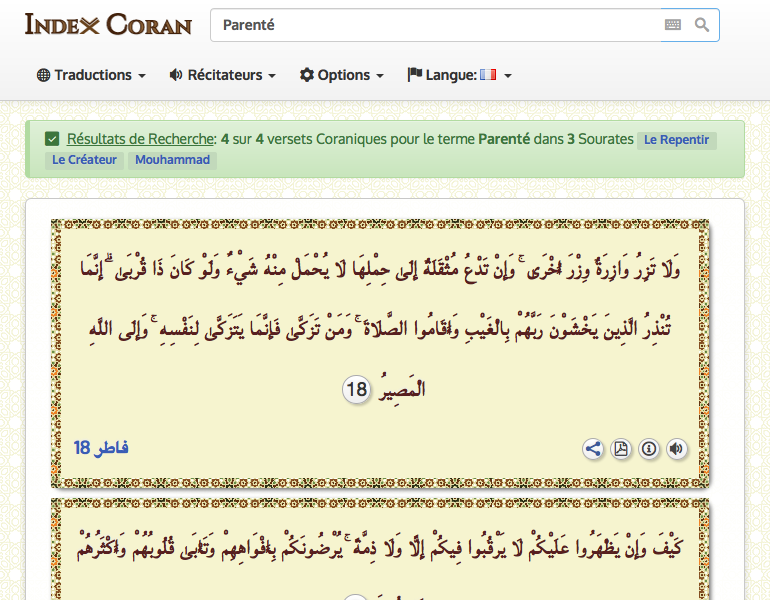 INDEX CORAN
Parenté
Traductions
Récitateurs
Options
Langue:
Résultats de Recherche: 4 sur 4 versets Coraniques pour le terme Parenté dans 3 Sourates Le Repentir
Le Créateur Mouhammad
وَلَا تَزِرُ وَازِرَةٌ وِزْرَ أُخْرَىٰ ۚ وَإِنْ تَدْعُ مُثْقَلَةٌ إِلَىٰ حِمْلِهَا لَا يُحْمَلْ مِنْهُ شَيْءٌ وَلَوْ كَانَ ذَا قُرْبَىٰ ۗ إِنَّمَا
تُنْذِرُ الَّذِينَ يَخْشَوْنَ رَبَّهُمْ بِالْغَيْبِ وَأَقَامُوا الصَّلَاةَ ۚ وَمَنْ تَزَكَّىٰ فَإِنَّمَا يَتَزَكَّىٰ لِنَفْسِهِ ۚ وَإِلَى اللَّهِ
الْمَصِيرُ 18
فاطر 18
كَيْفَ وَإِنْ يَظْهَرُوا عَلَيْكُمْ لَا يَرْقُبُوا فِيكُمْ إِلًّا وَلَا ذِمَّةً ۚ يُرْضُونَكُمْ بِأَفْوَاهِهِمْ وَتَأْبَىٰ قُلُوبُهُمْ وَأَكْثَرُهُمْ